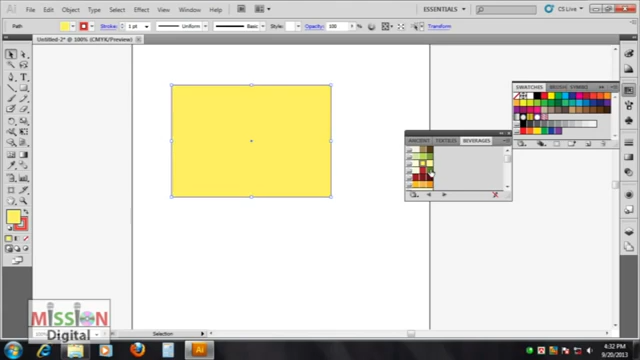 Ai File Edit Object Type Select Effect View Window Help
ESSENTIALS CS Live
Path Stroke: 1 pt Uniform Basic Style: Opacity: 100 Transform
Untitled-2* @ 100% (CMYK/Preview)
SWATCHES
ANCIENT TEXTILES BEVERAGES
Selection
MISSION
Digital
Ai
4:32 PM
9/20/2013